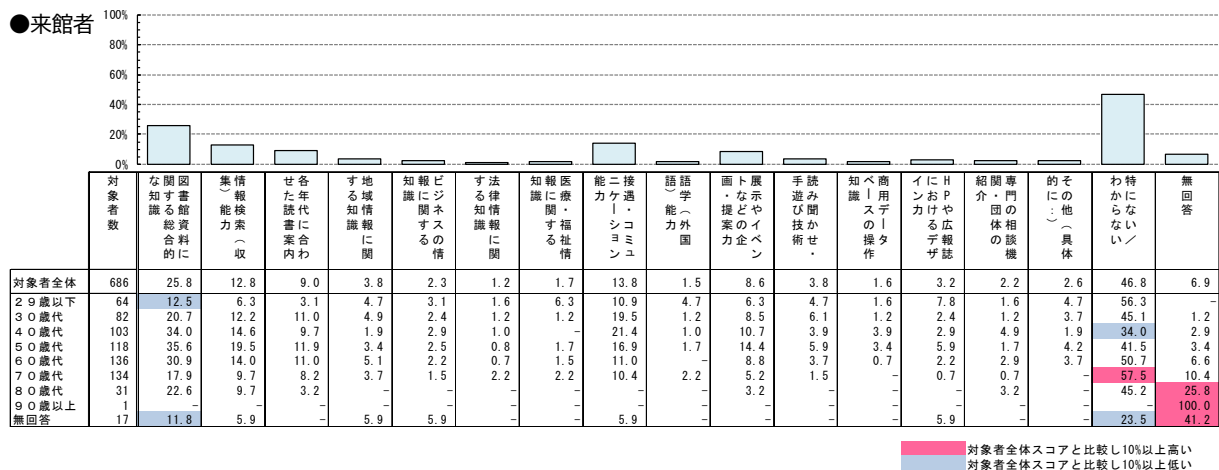 ●来館者
100%
80%
60%
40%
20%
0%
対象者数
図書館資料に関する総合的な知識
情報検索（収集）能力
各年代に合わせた読書案内
地域情報に関する知識
ビジネスの情報に関する知識
法律情報に関する知識
医療・福祉情報に関する知識
接遇・コミュニケーション能力
語学（外国語）能力
展示やイベントなどの企画・提案力
読み聞かせ・手遊び技術
商用データベースの操作知識
ＨＰや広報誌におけるデザイン力
専門の相談機関・団体の紹介
その他（具体的に：）
特にない／わからない
無回答
対象者全体 686 25.8 12.8 9.0 3.8 2.3 1.2 1.7 13.8 1.5 8.6 3.8 1.6 3.2 2.2 2.6 46.8 6.9
２９歳以下 64 12.5 6.3 3.1 4.7 3.1 1.6 6.3 10.9 4.7 6.3 4.7 1.6 7.8 1.6 4.7 56.3 －
３０歳代 82 20.7 12.2 11.0 4.9 2.4 1.2 1.2 19.5 1.2 8.5 6.1 1.2 2.4 1.2 3.7 45.1 1.2
４０歳代 103 34.0 14.6 9.7 1.9 2.9 1.0 － 21.4 1.0 10.7 3.9 3.9 2.9 4.9 1.9 34.0 2.9
５０歳代 118 35.6 19.5 11.9 3.4 2.5 0.8 1.7 16.9 1.7 14.4 5.9 3.4 5.9 1.7 4.2 41.5 3.4
６０歳代 136 30.9 14.0 11.0 5.1 2.2 0.7 1.5 11.0 － 8.8 3.7 0.7 2.2 2.9 3.7 50.7 6.6
７０歳代 134 17.9 9.7 8.2 3.7 1.5 2.2 2.2 10.4 2.2 5.2 1.5 － 0.7 0.7 － 57.5 10.4
８０歳代 31 22.6 9.7 3.2 － － － － － － 3.2 － － － 3.2 － 45.2 25.8
９０歳以上 1 － － － － － － － － － － － － － － － － 100.0
無回答 17 11.8 5.9 － 5.9 5.9 － － 5.9 － － － － 5.9 － － 23.5 41.2
対象者全体スコアと比較し10%以上高い
対象者全体スコアと比較し10%以上低い